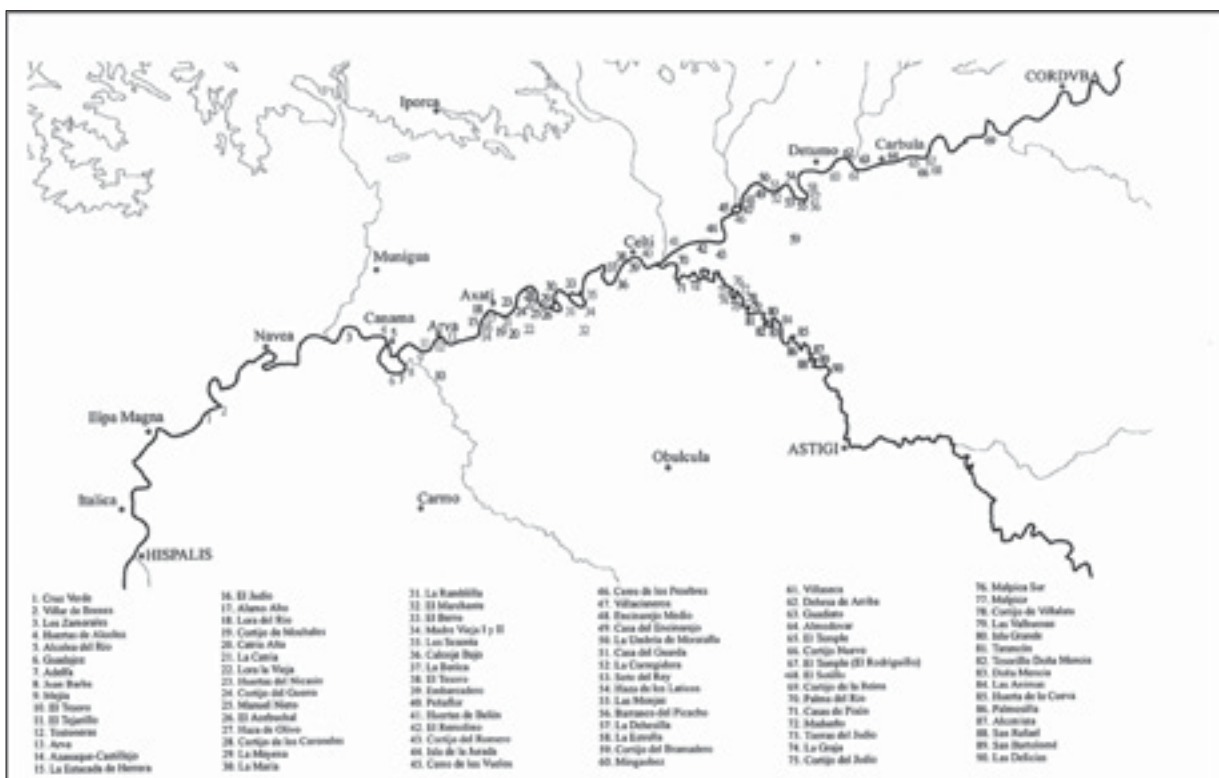 CORDVBA
Iporca
Detumo
Carbula
Celti
Munigua
Axati
Canama
Arva
Navea
Ilipa Magna
ASTIGI
Obulcula
Italica
Carmo
HISPALIS
1. Cruz Verde
2. Villar de Brenes
3. Los Zamorales
4. Huertas de Alcolea
5. Alcolea del Río
6. Guadajoz
7. Adelfa
8. Juan Barba
9. Mejía
10. El Tesoro
11. El Tejarillo
12. Tostoneras
13. Arva
14. Azanaque-Castillejo
15. La Estacada de Herrera
16. El Judío
17. Alamo Alto
18. Lora del Río
19. Cortijo de Mochales
20. Catria Alta
21. La Catria
22. Lora la Vieja
23. Huertas del Nicasio
24. Cortijo del Guerra
25. Manuel Nieto
26. El Acebuchal
27. Haza de Olivo
28. Cortijo de los Cansonales
29. La Mayena
30. La María
31. La Ramblilla
32. El Marchante
33. El Berro
34. Madre Vieja I y II
35. Los Sesenta
36. Calonje Bajo
37. La Botica
38. El Tesoro
39. Embarcadero
40. Peñaflor
41. Huertas de Belén
42. El Remolino
43. Cortijo del Romero
44. Isla de la Jurada
45. Cerro de los Vuelos
46. Cerro de los Pesebres
47. Villacisneros
48. Encinarejo Medio
49. Casa del Encinarejo
50. La Umbría de Moratalla
51. Casa del Guarda
52. La Corregidora
53. Soto del Rey
54. Haza de los Latinos
55. Las Monjas
56. Barranco del Picacho
57. La Dehesilla
58. La Estrella
59. Cortijo del Bramadero
60. Mingaobez
61. Villaseca
62. Dehesa de Arriba
63. Guadiato
64. Almodovar
65. El Temple
66. Cortijo Nuevo
67. El Temple (El Rodriguillo)
68. El Sotillo
69. Cortijo de la Reina
70. Palma del Río
71. Casas de Picón
72. Malueño
73. Tierras del Judío
74. La Graja
75. Cortijo del Judío
76. Malpica Sur
77. Malpica
78. Cortijo de Villalata
79. Las Valbuenas
80. Isla Grande
81. Tarancón
82. Tesorillo Doña Mencía
83. Doña Mencía
84. Las Animas
85. Huerta de la Cueva
86. Palmosilla
87. Alcotrista
88. San Rafael
89. San Bartolomé
90. Las Delicias